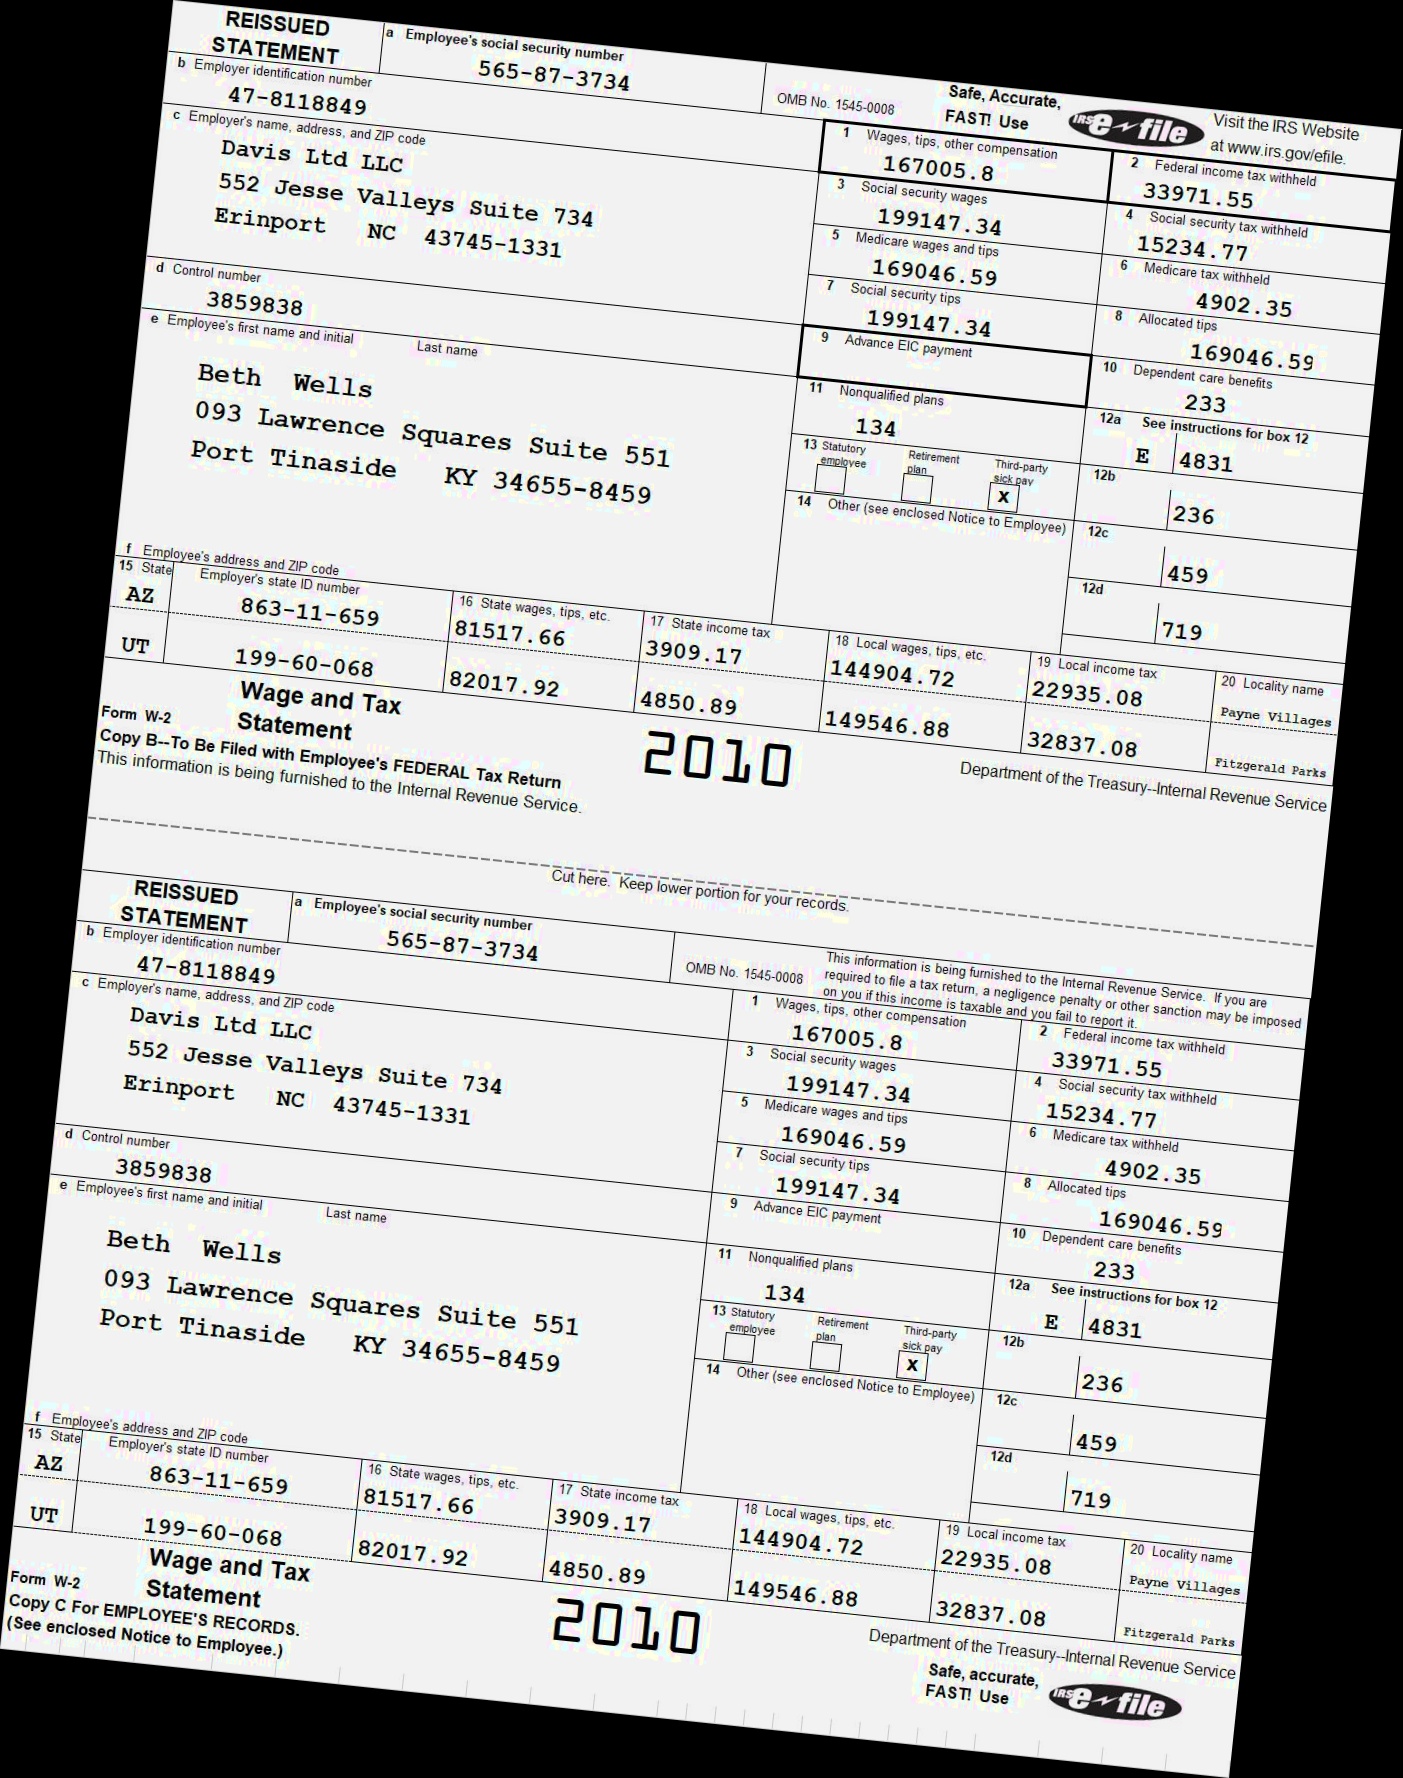 REISSUED
STATEMENT
a Employee's social security number
565-87-3734
OMB No. 1545-0008
Safe, Accurate,
FAST! Use
IRS e-file
Visit the IRS Website
at www.irs.gov/efile.
b Employer identification number
47-8118849
c Employer's name, address, and ZIP code
Davis Ltd LLC
552 Jesse Valleys Suite 734
Erinport NC 43745-1331
1 Wages, tips, other compensation
167005.8
2 Federal income tax withheld
33971.55
3 Social security wages
199147.34
4 Social security tax withheld
15234.77
5 Medicare wages and tips
169046.59
6 Medicare tax withheld
4902.35
d Control number
3859838
7 Social security tips
199147.34
8 Allocated tips
169046.59
e Employee's first name and initial Last name
Beth Wells
093 Lawrence Squares Suite 551
Port Tinaside KY 34655-8459
9 Advance EIC payment
10 Dependent care benefits
233
11 Nonqualified plans
134
12a See instructions for box 12
E 4831
13 Statutory employee
Retirement plan
Third-party sick pay
x
12b
236
14 Other (see enclosed Notice to Employee)
12c
459
12d
719
f Employee's address and ZIP code
15 State Employer's state ID number
AZ 863-11-659
UT 199-60-068
16 State wages, tips, etc.
81517.66
82017.92
17 State income tax
3909.17
4850.89
18 Local wages, tips, etc.
144904.72
149546.88
19 Local income tax
22935.08
32837.08
20 Locality name
Payne Villages
Fitzgerald Parks
Form W-2
Wage and Tax
Statement
2010
Department of the Treasury--Internal Revenue Service
Copy B--To Be Filed with Employee's FEDERAL Tax Return
This information is being furnished to the Internal Revenue Service.
Cut here. Keep lower portion for your records.
REISSUED
STATEMENT
a Employee's social security number
565-87-3734
OMB No. 1545-0008
This information is being furnished to the Internal Revenue Service. If you are
required to file a tax return, a negligence penalty or other sanction may be imposed
on you if this income is taxable and you fail to report it.
b Employer identification number
47-8118849
c Employer's name, address, and ZIP code
Davis Ltd LLC
552 Jesse Valleys Suite 734
Erinport NC 43745-1331
1 Wages, tips, other compensation
167005.8
2 Federal income tax withheld
33971.55
3 Social security wages
199147.34
4 Social security tax withheld
15234.77
5 Medicare wages and tips
169046.59
6 Medicare tax withheld
4902.35
d Control number
3859838
7 Social security tips
199147.34
8 Allocated tips
169046.59
e Employee's first name and initial Last name
Beth Wells
093 Lawrence Squares Suite 551
Port Tinaside KY 34655-8459
9 Advance EIC payment
10 Dependent care benefits
233
11 Nonqualified plans
134
12a See instructions for box 12
E 4831
13 Statutory employee
Retirement plan
Third-party sick pay
x
12b
236
14 Other (see enclosed Notice to Employee)
12c
459
12d
719
f Employee's address and ZIP code
15 State Employer's state ID number
AZ 863-11-659
UT 199-60-068
16 State wages, tips, etc.
81517.66
82017.92
17 State income tax
3909.17
4850.89
18 Local wages, tips, etc.
144904.72
149546.88
19 Local income tax
22935.08
32837.08
20 Locality name
Payne Villages
Fitzgerald Parks
Form W-2
Wage and Tax
Statement
2010
Department of the Treasury--Internal Revenue Service
Copy C For EMPLOYEE'S RECORDS.
(See enclosed Notice to Employee.)
Safe, accurate,
FAST! Use
IRS e-file